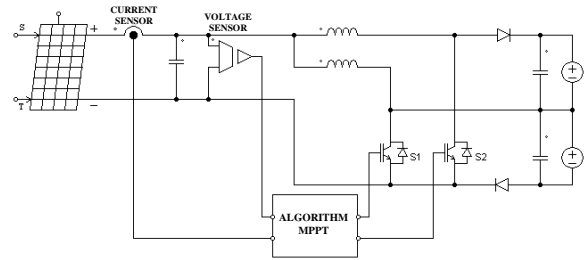 CURRENT
SENSOR
VOLTAGE
SENSOR
S
+
T
−
S1
S2
ALGORITHM
MPPT